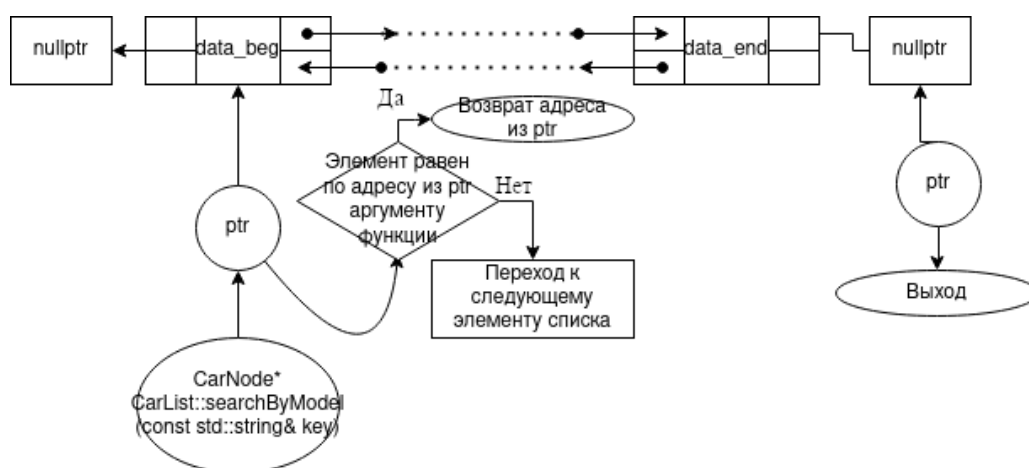 nullptr
data_beg
data_end
nullptr
Да
Возврат адреса
из ptr
Элемент равен
по адресу из ptr
аргументу
функции
Нет
ptr
ptr
Переход к
следующему
элементу списка
Выход
CarNode*
CarList::searchByModel
(const std::string& key)